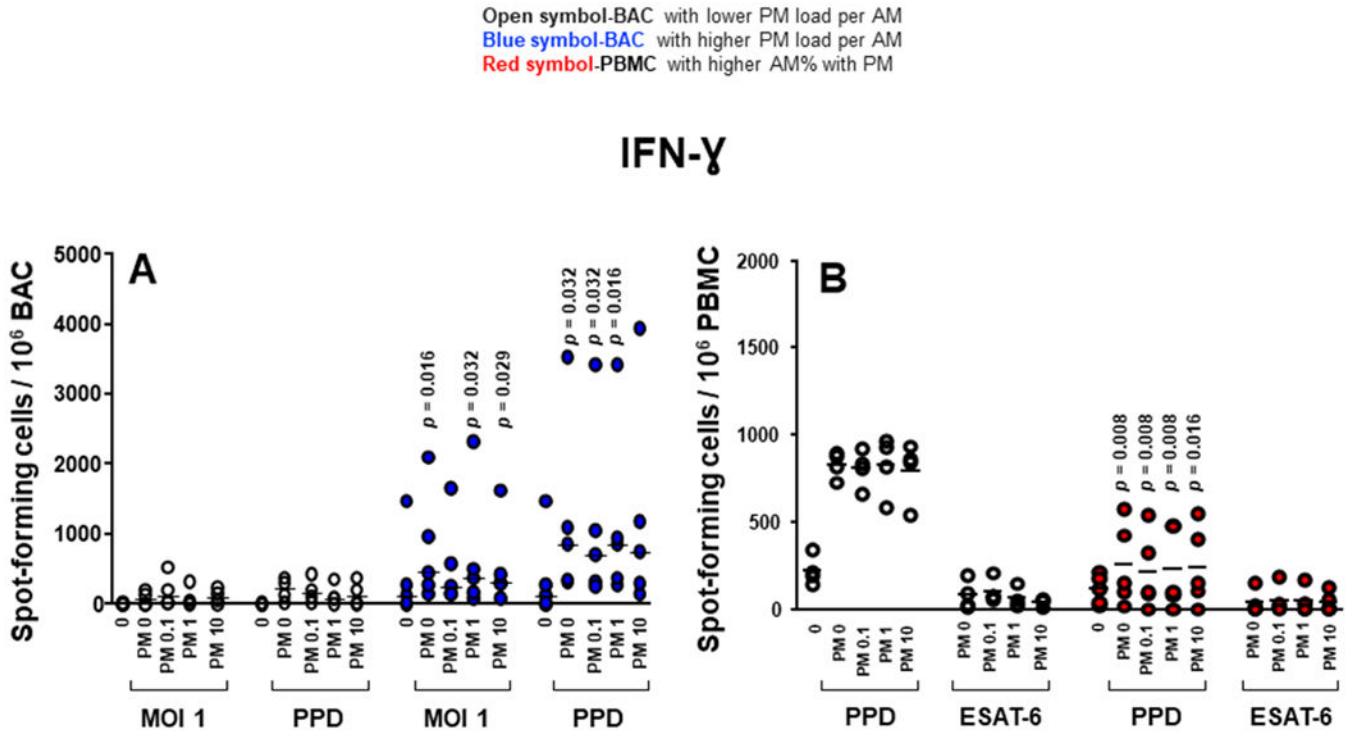 Open symbol-BAC with lower PM load per AM
Blue symbol-BAC with higher PM load per AM
Red symbol-PBMC with higher AM% with PM
IFN-Ɣ
A
Spot-forming cells / 10⁶ BAC
5000
4000
3000
2000
1000
0
p = 0.016
p = 0.032
p = 0.029
p = 0.032
p = 0.032
p = 0.016
0 PM 0 PM 0.1 PM 1 PM 10
0 PM 0 PM 0.1 PM 1 PM 10
0 PM 0 PM 0.1 PM 1 PM 10
0 PM 0 PM 0.1 PM 1 PM 10
MOI 1 PPD MOI 1 PPD
B
Spot-forming cells / 10⁶ PBMC
2000
1500
1000
500
0
p = 0.008
p = 0.008
p = 0.008
p = 0.016
0 PM 0 PM 0.1 PM 1 PM 10
PM 0 PM 0.1 PM 1 PM 10
0 PM 0 PM 0.1 PM 1 PM 10
PM 0 PM 0.1 PM 1 PM 10
PPD ESAT-6 PPD ESAT-6